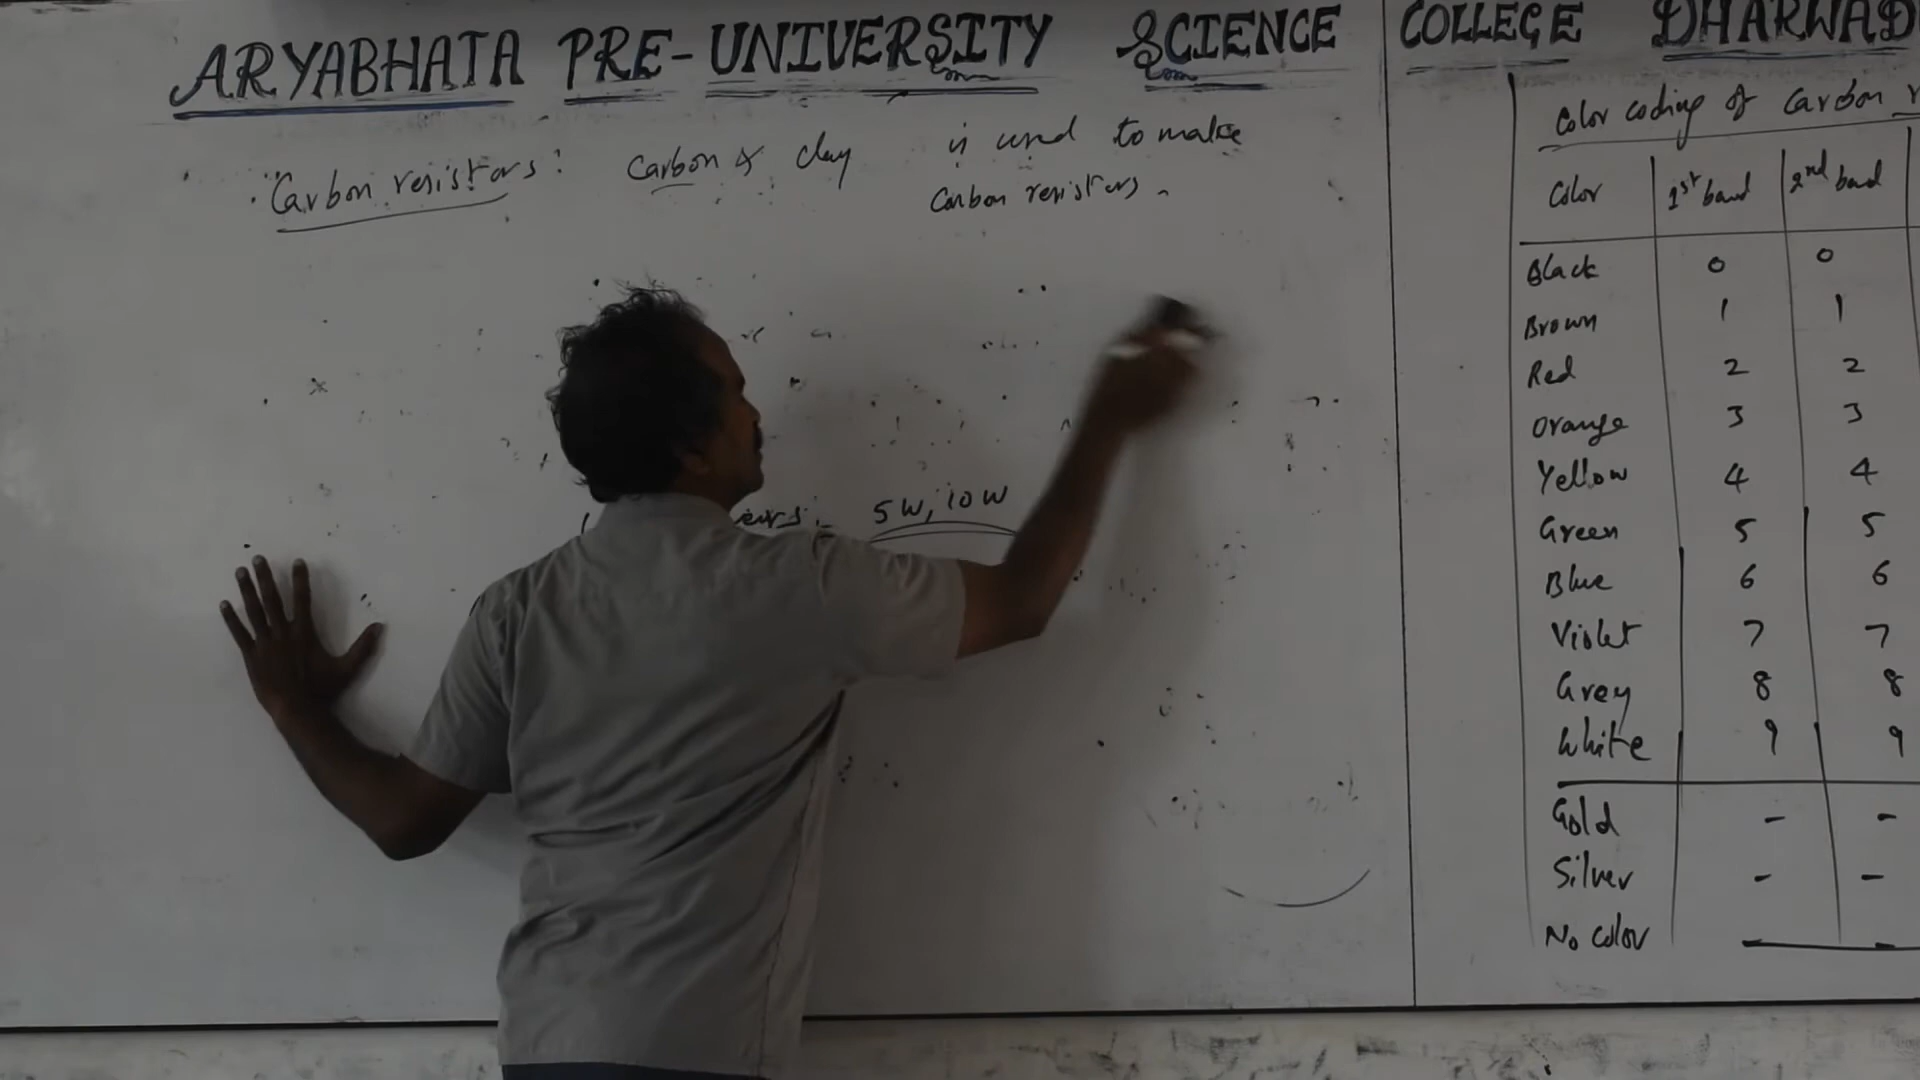 ARYABHATA PRE-UNIVERSITY SCIENCE COLLEGE DHARWAD
Carbon resistors: Carbon & clay is used to make
Carbon resistors.
5W, 10W
Color coding of Carbon
Color 1st band 2nd band
Black 0 0
Brown 1 1
Red 2 2
Orange 3 3
Yellow 4 4
Green 5 5
Blue 6 6
Violet 7 7
Grey 8 8
White 9 9
Gold - -
Silver - -
No color - -